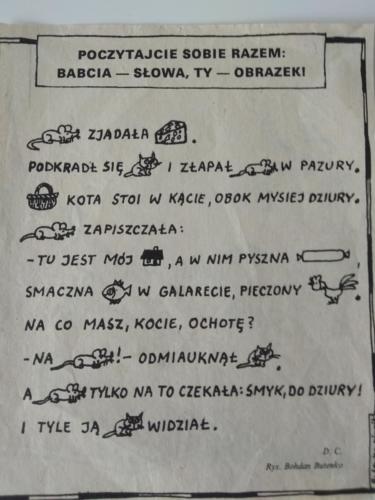 POCZYTAJCIE SOBIE RAZEM:
BABCIA — SŁOWA, TY — OBRAZEK!
ZJADAŁA .
PODKRADŁ SIĘ I ZŁAPAŁ W PAZURY.
KOTA STOI W KĄCIE, OBOK MYSIEJ DZIURY.
ZAPISZCZAŁA:
- TU JEST MÓJ , A W NIM PYSZNA ,
SMACZNA W GALARECIE, PIECZONY .
NA CO MASZ, KOCIE, OCHOTĘ?
- NA !- ODMIAUKNĄŁ .
A TYLKO NA TO CZEKAŁA: SMYK, DO DZIURY!
I TYLE JĄ WIDZIAŁ.
D. C.
Rys. Bohdan Butenko